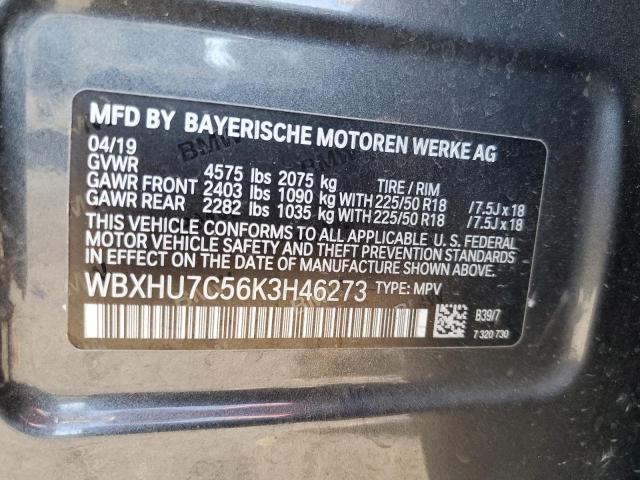 MFD BY BAYERISCHE MOTOREN WERKE AG
04/19
GVWR 4575 lbs 2075 kg TIRE / RIM
GAWR FRONT 2403 lbs 1090 kg WITH 225/50 R18 /7.5J x 18
GAWR REAR 2282 lbs 1035 kg WITH 225/50 R18 /7.5J x 18
THIS VEHICLE CONFORMS TO ALL APPLICABLE U.S. FEDERAL
MOTOR VEHICLE SAFETY AND THEFT PREVENTION STANDARDS
IN EFFECT ON THE DATE OF MANUFACTURE SHOWN ABOVE.
WBXHU7C56K3H46273 TYPE: MPV
B39/7
7 320 730